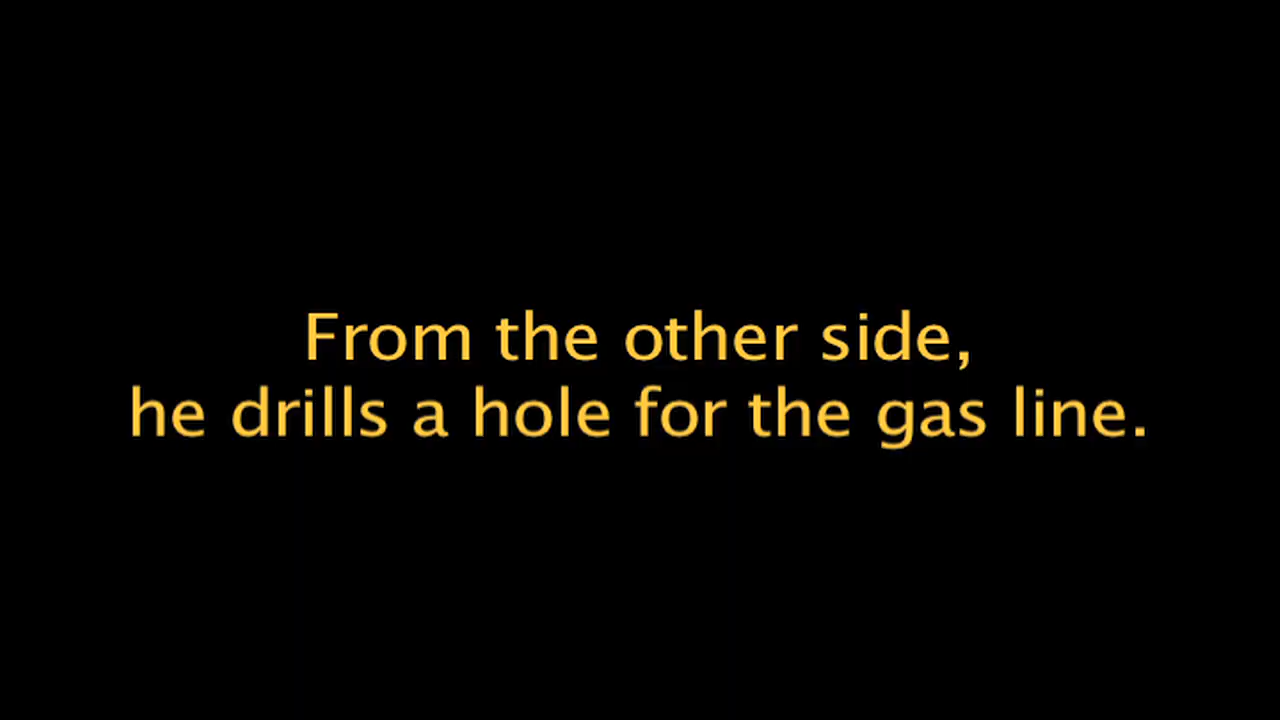 From the other side,
he drills a hole for the gas line.